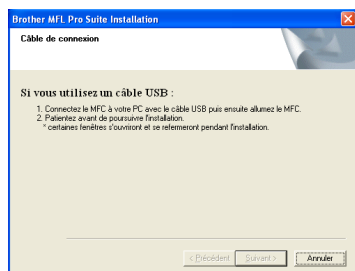 Brother MFL Pro Suite Installation
Câble de connexion
Si vous utilisez un câble USB :
1. Connectez le MFC à votre PC avec le câble USB puis ensuite allumez le MFC.
2. Patientez avant de poursuivre l'installation.
* certaines fenêtres s'ouvriront et se refermeront pendant l'installation.
< Précédent Suivant > Annuler